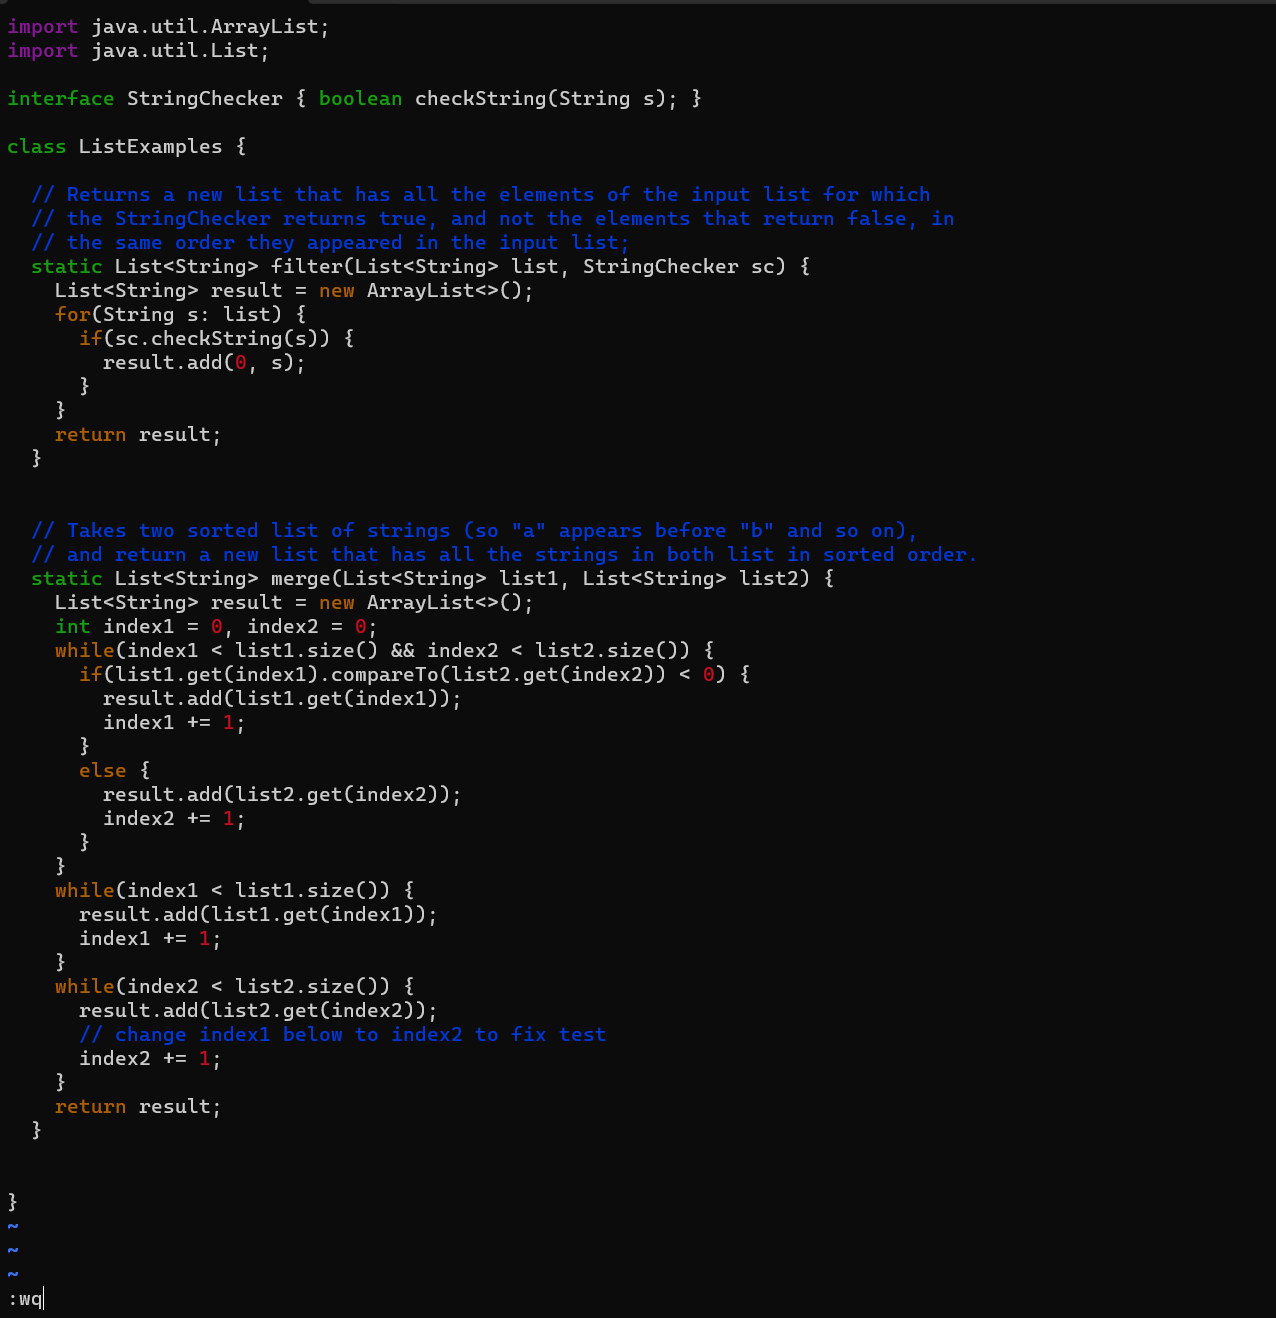 import java.util.ArrayList;
import java.util.List;

interface StringChecker { boolean checkString(String s); }

class ListExamples {

  // Returns a new list that has all the elements of the input list for which
  // the StringChecker returns true, and not the elements that return false, in
  // the same order they appeared in the input list;
  static List<String> filter(List<String> list, StringChecker sc) {
    List<String> result = new ArrayList<>();
    for(String s: list) {
      if(sc.checkString(s)) {
        result.add(0, s);
      }
    }
    return result;
  }


  // Takes two sorted list of strings (so "a" appears before "b" and so on),
  // and return a new list that has all the strings in both list in sorted order.
  static List<String> merge(List<String> list1, List<String> list2) {
    List<String> result = new ArrayList<>();
    int index1 = 0, index2 = 0;
    while(index1 < list1.size() && index2 < list2.size()) {
      if(list1.get(index1).compareTo(list2.get(index2)) < 0) {
        result.add(list1.get(index1));
        index1 += 1;
      }
      else {
        result.add(list2.get(index2));
        index2 += 1;
      }
    }
    while(index1 < list1.size()) {
      result.add(list1.get(index1));
      index1 += 1;
    }
    while(index2 < list2.size()) {
      result.add(list2.get(index2));
      // change index1 below to index2 to fix test
      index2 += 1;
    }
    return result;
  }


}
~
~
~
:wq